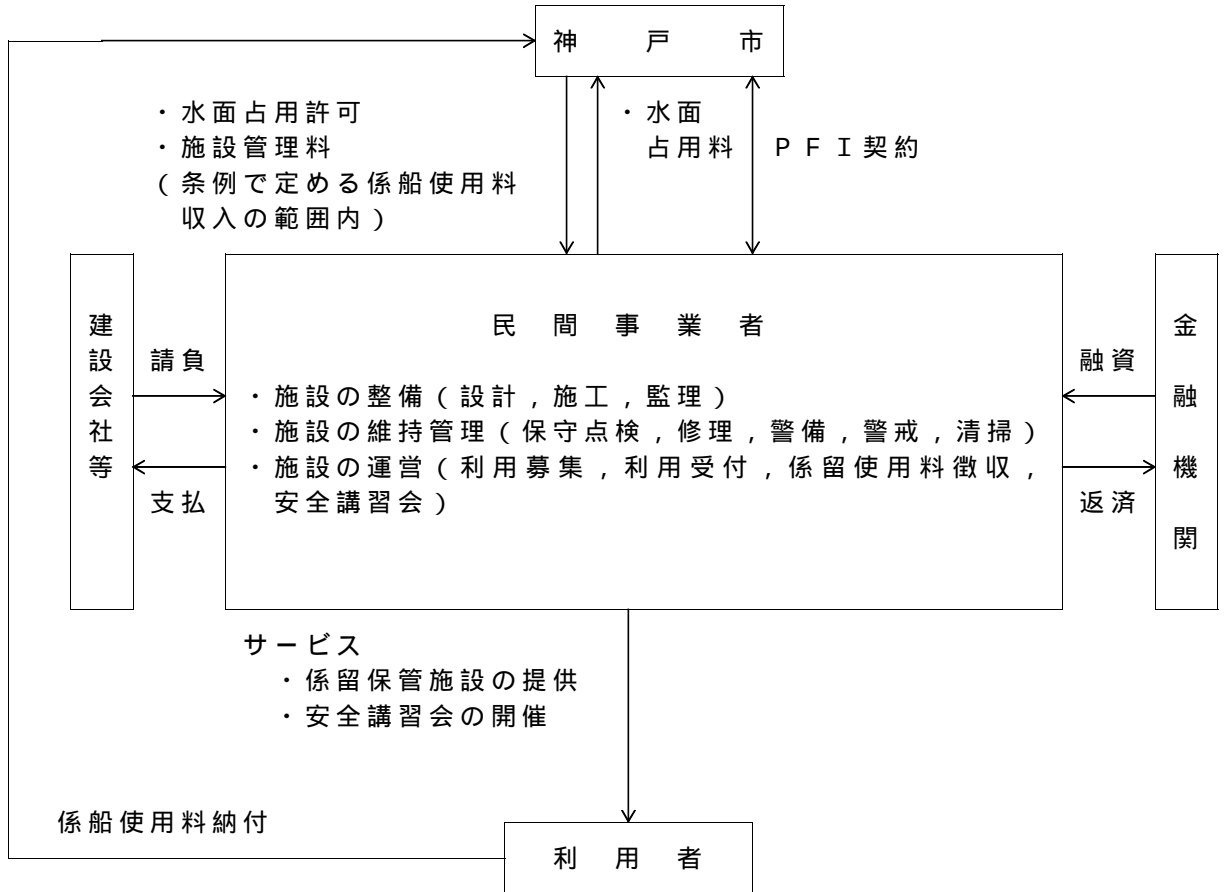 神戸市
・水面占用許可
・施設管理料
(条例で定める係船使用料
収入の範囲内)
・水面
占用料
ＰＦＩ契約
建設会社等
請負
支払
民間事業者
・施設の整備(設計,施工,監理)
・施設の維持管理(保守点検,修理,警備,警戒,清掃)
・施設の運営(利用募集,利用受付,係留使用料徴収,
安全講習会)
融資
返済
金融機関
サービス
・係留保管施設の提供
・安全講習会の開催
係船使用料納付
利用者